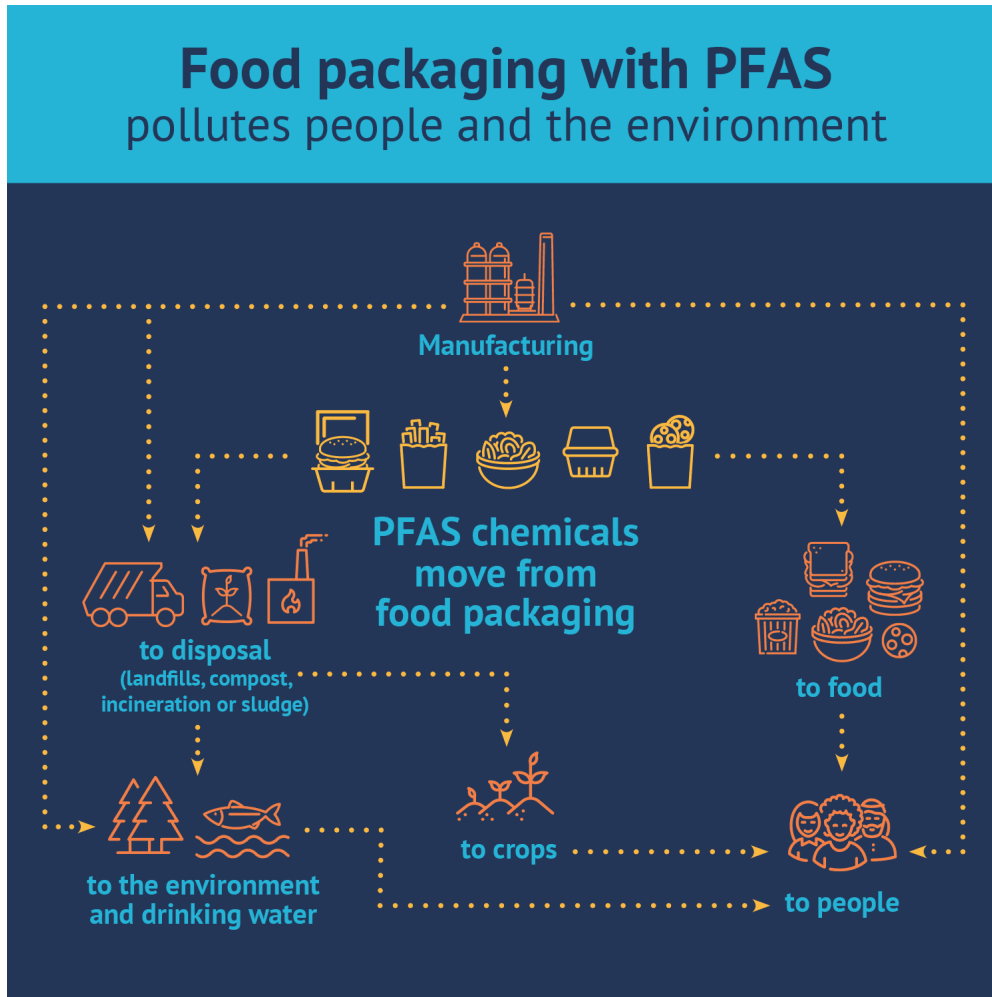 Food packaging with PFAS
pollutes people and the environment
Manufacturing
PFAS chemicals
move from
food packaging
to disposal
(landfills, compost,
incineration or sludge)
to food
to crops
to the environment
and drinking water
to people